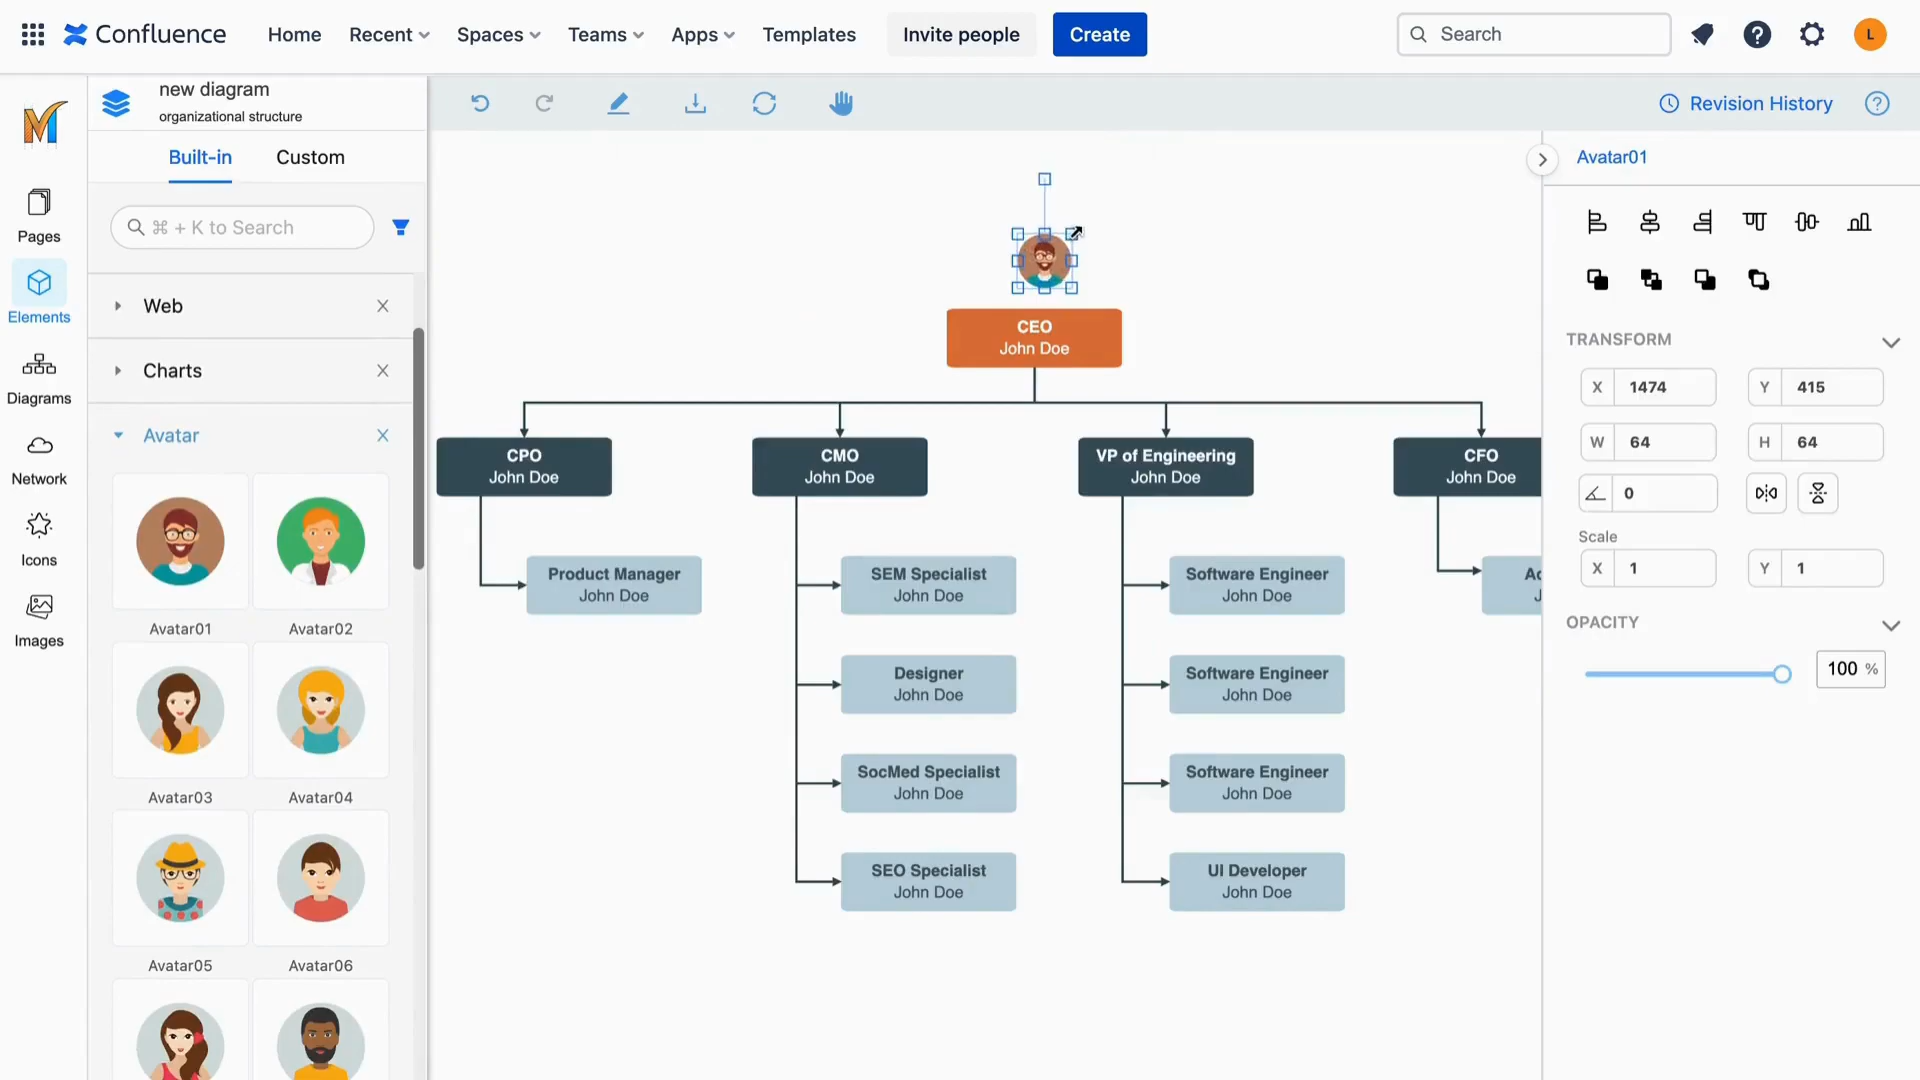 Confluence
Home
Recent
Spaces
Teams
Apps
Templates
Invite people
Create
Search
?
L
new diagram
organizational structure
Revision History
?
Built-in
Custom
⌘ + K to Search
Pages
Elements
Diagrams
Network
Icons
Images
Web
Charts
Avatar
Avatar01
Avatar02
Avatar03
Avatar04
Avatar05
Avatar06
CEO
John Doe
CPO
John Doe
CMO
John Doe
VP of Engineering
John Doe
CFO
John Doe
Product Manager
John Doe
SEM Specialist
John Doe
Software Engineer
John Doe
Designer
John Doe
Software Engineer
John Doe
SocMed Specialist
John Doe
Software Engineer
John Doe
SEO Specialist
John Doe
UI Developer
John Doe
Avatar01
TRANSFORM
X 1474
Y 415
W 64
H 64
0
Scale
X 1
Y 1
OPACITY
100 %